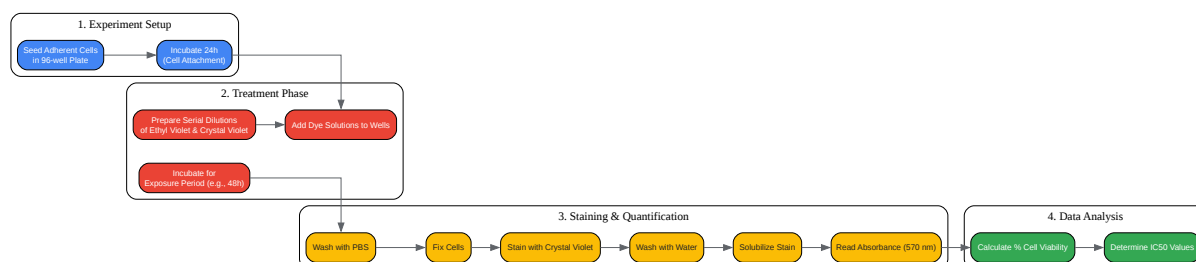 1. Experiment Setup
Seed Adherent Cells
in 96-well Plate
Incubate 24h
(Cell Attachment)
2. Treatment Phase
Prepare Serial Dilutions
of Ethyl Violet & Crystal Violet
Add Dye Solutions to Wells
Incubate for
Exposure Period (e.g., 48h)
3. Staining & Quantification
Wash with PBS
Fix Cells
Stain with Crystal Violet
Wash with Water
Solubilize Stain
Read Absorbance (570 nm)
4. Data Analysis
Calculate % Cell Viability
Determine IC50 Values